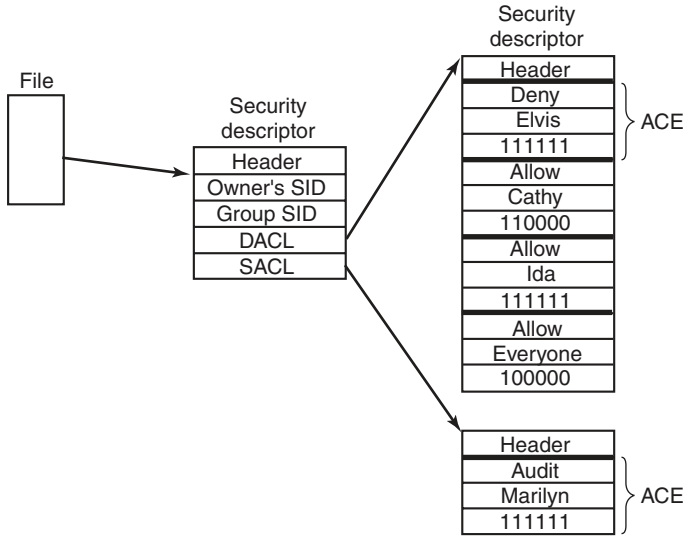 File
Security
descriptor
Header
Owner's SID
Group SID
DACL
SACL
Security
descriptor
Header
Deny
Elvis
111111
ACE
Allow
Cathy
110000
Allow
Ida
111111
Allow
Everyone
100000
Header
Audit
Marilyn
111111
ACE